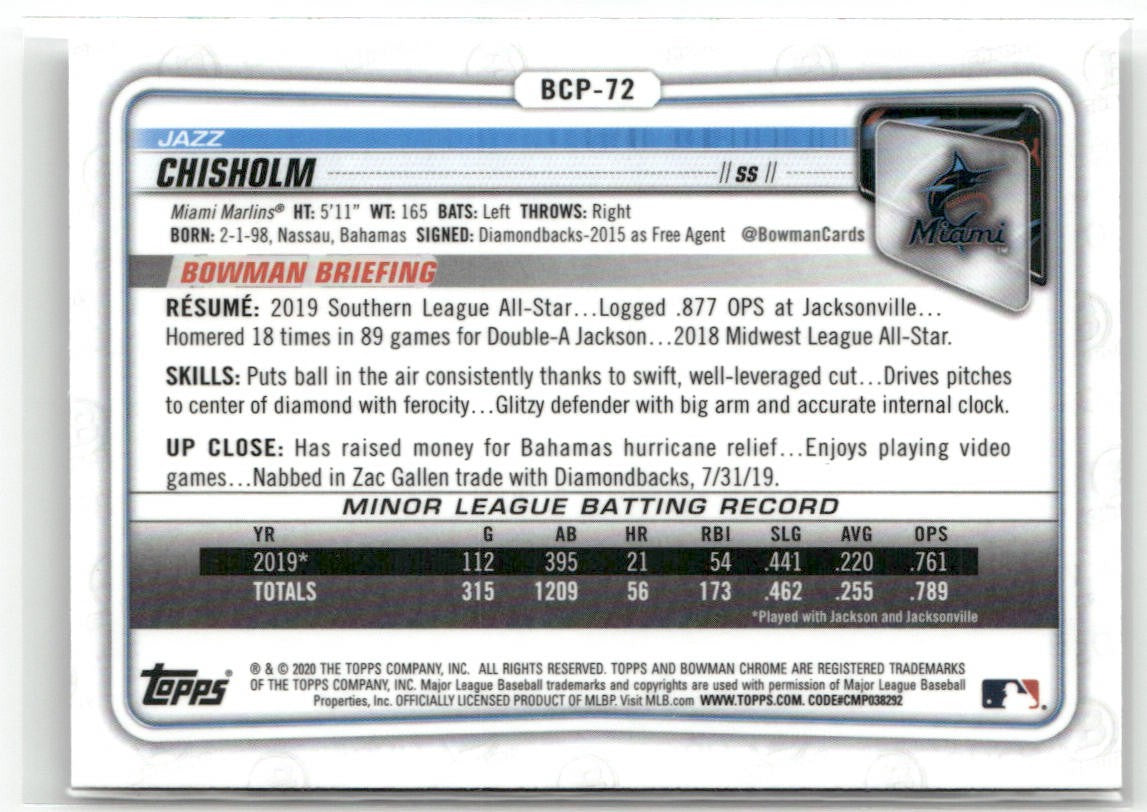 BCP-72
JAZZ
CHISHOLM // SS //
Miami Marlins® HT: 5'11" WT: 165 BATS: Left THROWS: Right
BORN: 2-1-98, Nassau, Bahamas SIGNED: Diamondbacks-2015 as Free Agent @BowmanCards
Miami
BOWMAN BRIEFING
RÉSUMÉ: 2019 Southern League All-Star...Logged .877 OPS at Jacksonville...
Homered 18 times in 89 games for Double-A Jackson...2018 Midwest League All-Star.
SKILLS: Puts ball in the air consistently thanks to swift, well-leveraged cut...Drives pitches
to center of diamond with ferocity...Glitzy defender with big arm and accurate internal clock.
UP CLOSE: Has raised money for Bahamas hurricane relief...Enjoys playing video
games...Nabbed in Zac Gallen trade with Diamondbacks, 7/31/19.
MINOR LEAGUE BATTING RECORD
YR G AB HR RBI SLG AVG OPS
2019* 112 395 21 54 .441 .220 .761
TOTALS 315 1209 56 173 .462 .255 .789
*Played with Jackson and Jacksonville
Topps®
® & © 2020 THE TOPPS COMPANY, INC. ALL RIGHTS RESERVED. TOPPS AND BOWMAN CHROME ARE REGISTERED TRADEMARKS
OF THE TOPPS COMPANY, INC. Major League Baseball trademarks and copyrights are used with permission of Major League Baseball
Properties, Inc. OFFICIALLY LICENSED PRODUCT OF MLBP. Visit MLB.com WWW.TOPPS.COM. CODE#CMP038292